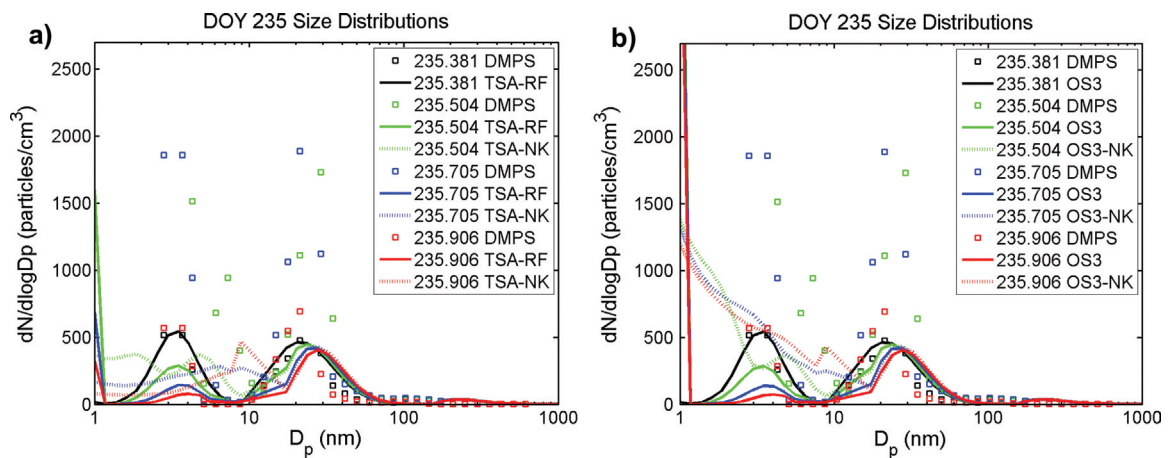 a)
DOY 235 Size Distributions
dN/dlogDp (particles/cm³)
2500
2000
1500
1000
500
0
235.381 DMPS
235.381 TSA-RF
235.504 DMPS
235.504 TSA-RF
235.504 TSA-NK
235.705 DMPS
235.705 TSA-RF
235.705 TSA-NK
235.906 DMPS
235.906 TSA-RF
235.906 TSA-NK
1
10
100
1000
Dp (nm)
b)
DOY 235 Size Distributions
dN/dlogDp (particles/cm³)
2500
2000
1500
1000
500
0
235.381 DMPS
235.381 OS3
235.504 DMPS
235.504 OS3
235.504 OS3-NK
235.705 DMPS
235.705 OS3
235.705 OS3-NK
235.906 DMPS
235.906 OS3
235.906 OS3-NK
1
10
100
1000
Dp (nm)